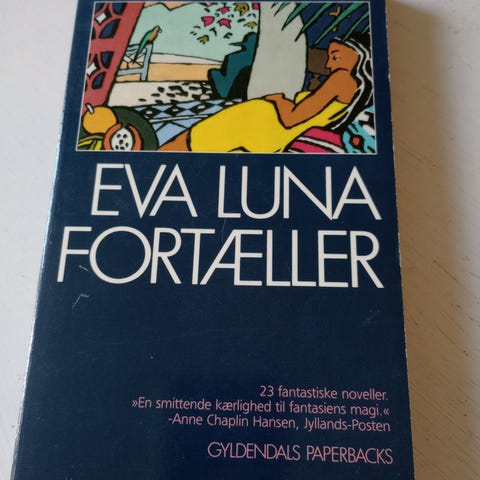 EVA LUNA
FORTÆLLER
23 fantastiske noveller.
»En smittende kærlighed til fantasiens magi.«
-Anne Chaplin Hansen, Jyllands-Posten
GYLDENDALS PAPERBACKS